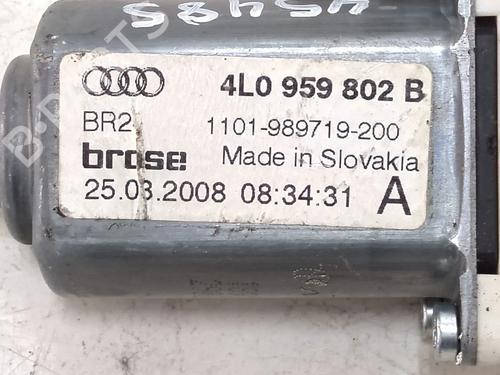 4L0 959 802 B
BR2 1101-989719-200
brose Made in Slovakia
25.03.2008 08:34:31 A